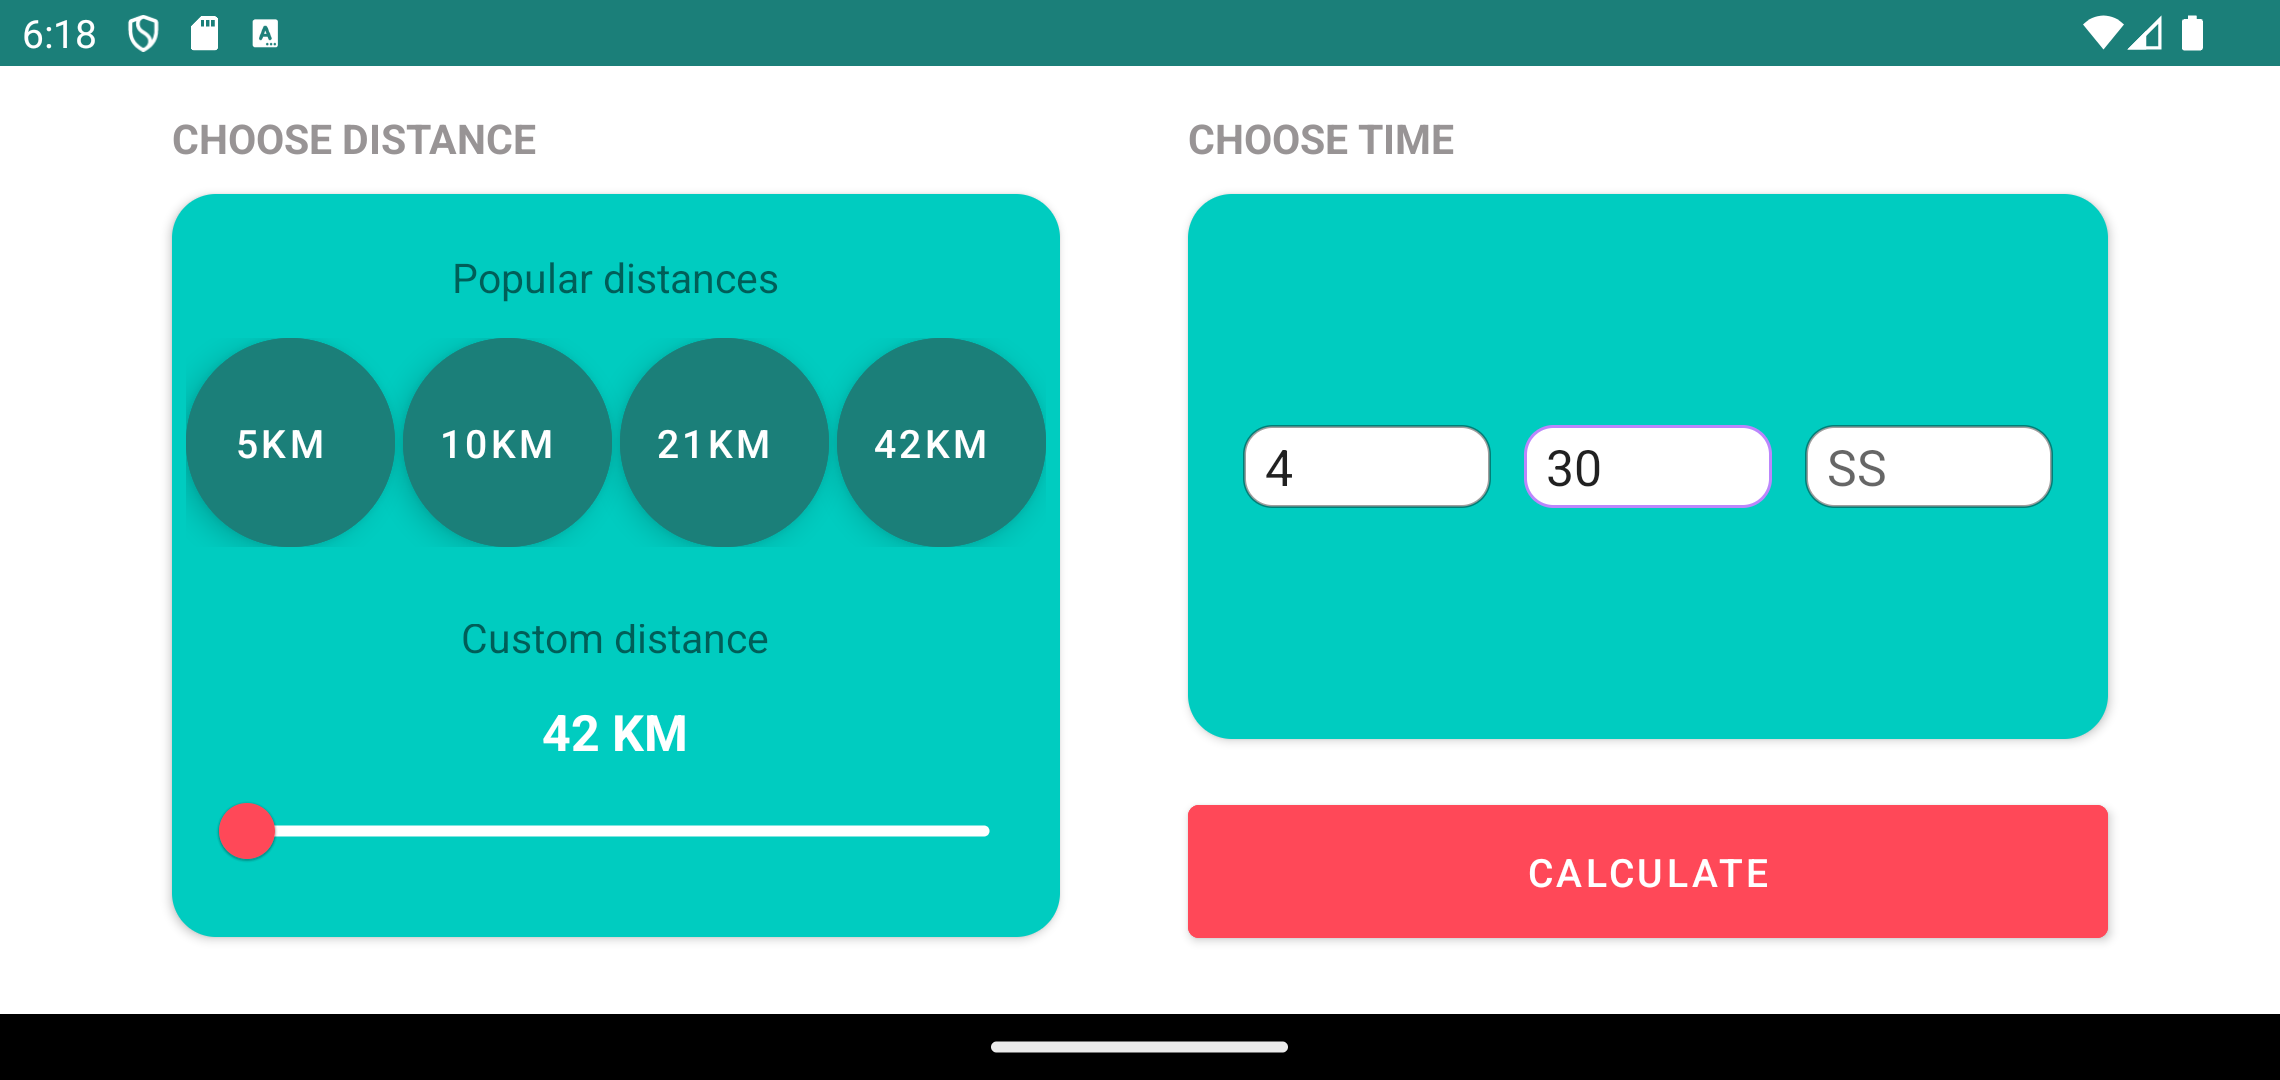 6:18
CHOOSE DISTANCE
Popular distances
5KM 10KM 21KM 42KM
Custom distance
42 KM
CHOOSE TIME
4 30 SS
CALCULATE